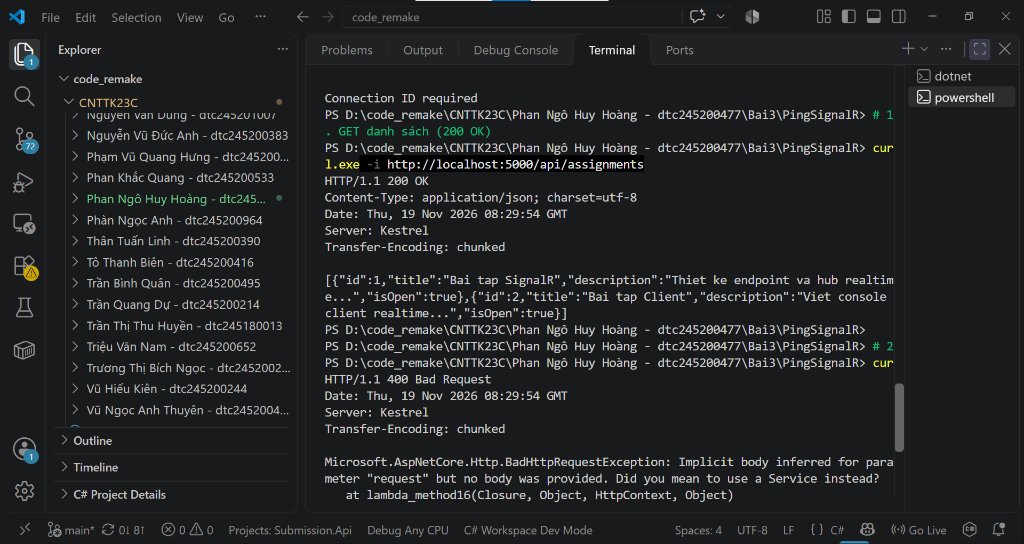 File Edit Selection View Go ··· code_remake
Explorer ···
code_remake
CNTTK23C
Nguyễn Văn Dũng - dtc245201007
Nguyễn Vũ Đức Anh - dtc245200383
Phạm Vũ Quang Hưng - dtc245200...
Phan Khắc Quang - dtc245200533
Phan Ngô Huy Hoàng - dtc245...
Phàn Ngọc Anh - dtc245200964
Thân Tuấn Linh - dtc245200390
Tô Thanh Biên - dtc245200416
Trần Bình Quân - dtc245200495
Trần Quang Dự - dtc245200214
Trần Thị Thu Huyền - dtc245180013
Triệu Văn Nam - dtc245200652
Trương Thị Bích Ngọc - dtc2452002...
Vũ Hiếu Kiên - dtc245200244
Vũ Ngọc Anh Thuyên - dtc2452004...
Outline
Timeline
C# Project Details
1
72
1
Problems Output Debug Console Terminal Ports
Connection ID required
PS D:\code_remake\CNTTK23C\Phan Ngô Huy Hoàng - dtc245200477\Bai3\PingSignalR> # 1
. GET danh sách (200 OK)
PS D:\code_remake\CNTTK23C\Phan Ngô Huy Hoàng - dtc245200477\Bai3\PingSignalR> cur
l.exe -i http://localhost:5000/api/assignments
HTTP/1.1 200 OK
Content-Type: application/json; charset=utf-8
Date: Thu, 19 Nov 2026 08:29:54 GMT
Server: Kestrel
Transfer-Encoding: chunked
[{"id":1,"title":"Bai tap SignalR","description":"Thiet ke endpoint va hub realtim
e...","isOpen":true},{"id":2,"title":"Bai tap Client","description":"Viet console
client realtime...","isOpen":true}]
PS D:\code_remake\CNTTK23C\Phan Ngô Huy Hoàng - dtc245200477\Bai3\PingSignalR>
PS D:\code_remake\CNTTK23C\Phan Ngô Huy Hoàng - dtc245200477\Bai3\PingSignalR> # 2
PS D:\code_remake\CNTTK23C\Phan Ngô Huy Hoàng - dtc245200477\Bai3\PingSignalR> cur
HTTP/1.1 400 Bad Request
Date: Thu, 19 Nov 2026 08:29:54 GMT
Server: Kestrel
Transfer-Encoding: chunked
Microsoft.AspNetCore.Http.BadHttpRequestException: Implicit body inferred for para
meter "request" but no body was provided. Did you mean to use a Service instead?
at lambda_method16(Closure, Object, HttpContext, Object)
dotnet
powershell
main* 0↓ 8↑ 0 0 Projects: Submission.Api Debug Any CPU C# Workspace Dev Mode Spaces: 4 UTF-8 LF {} C# Go Live